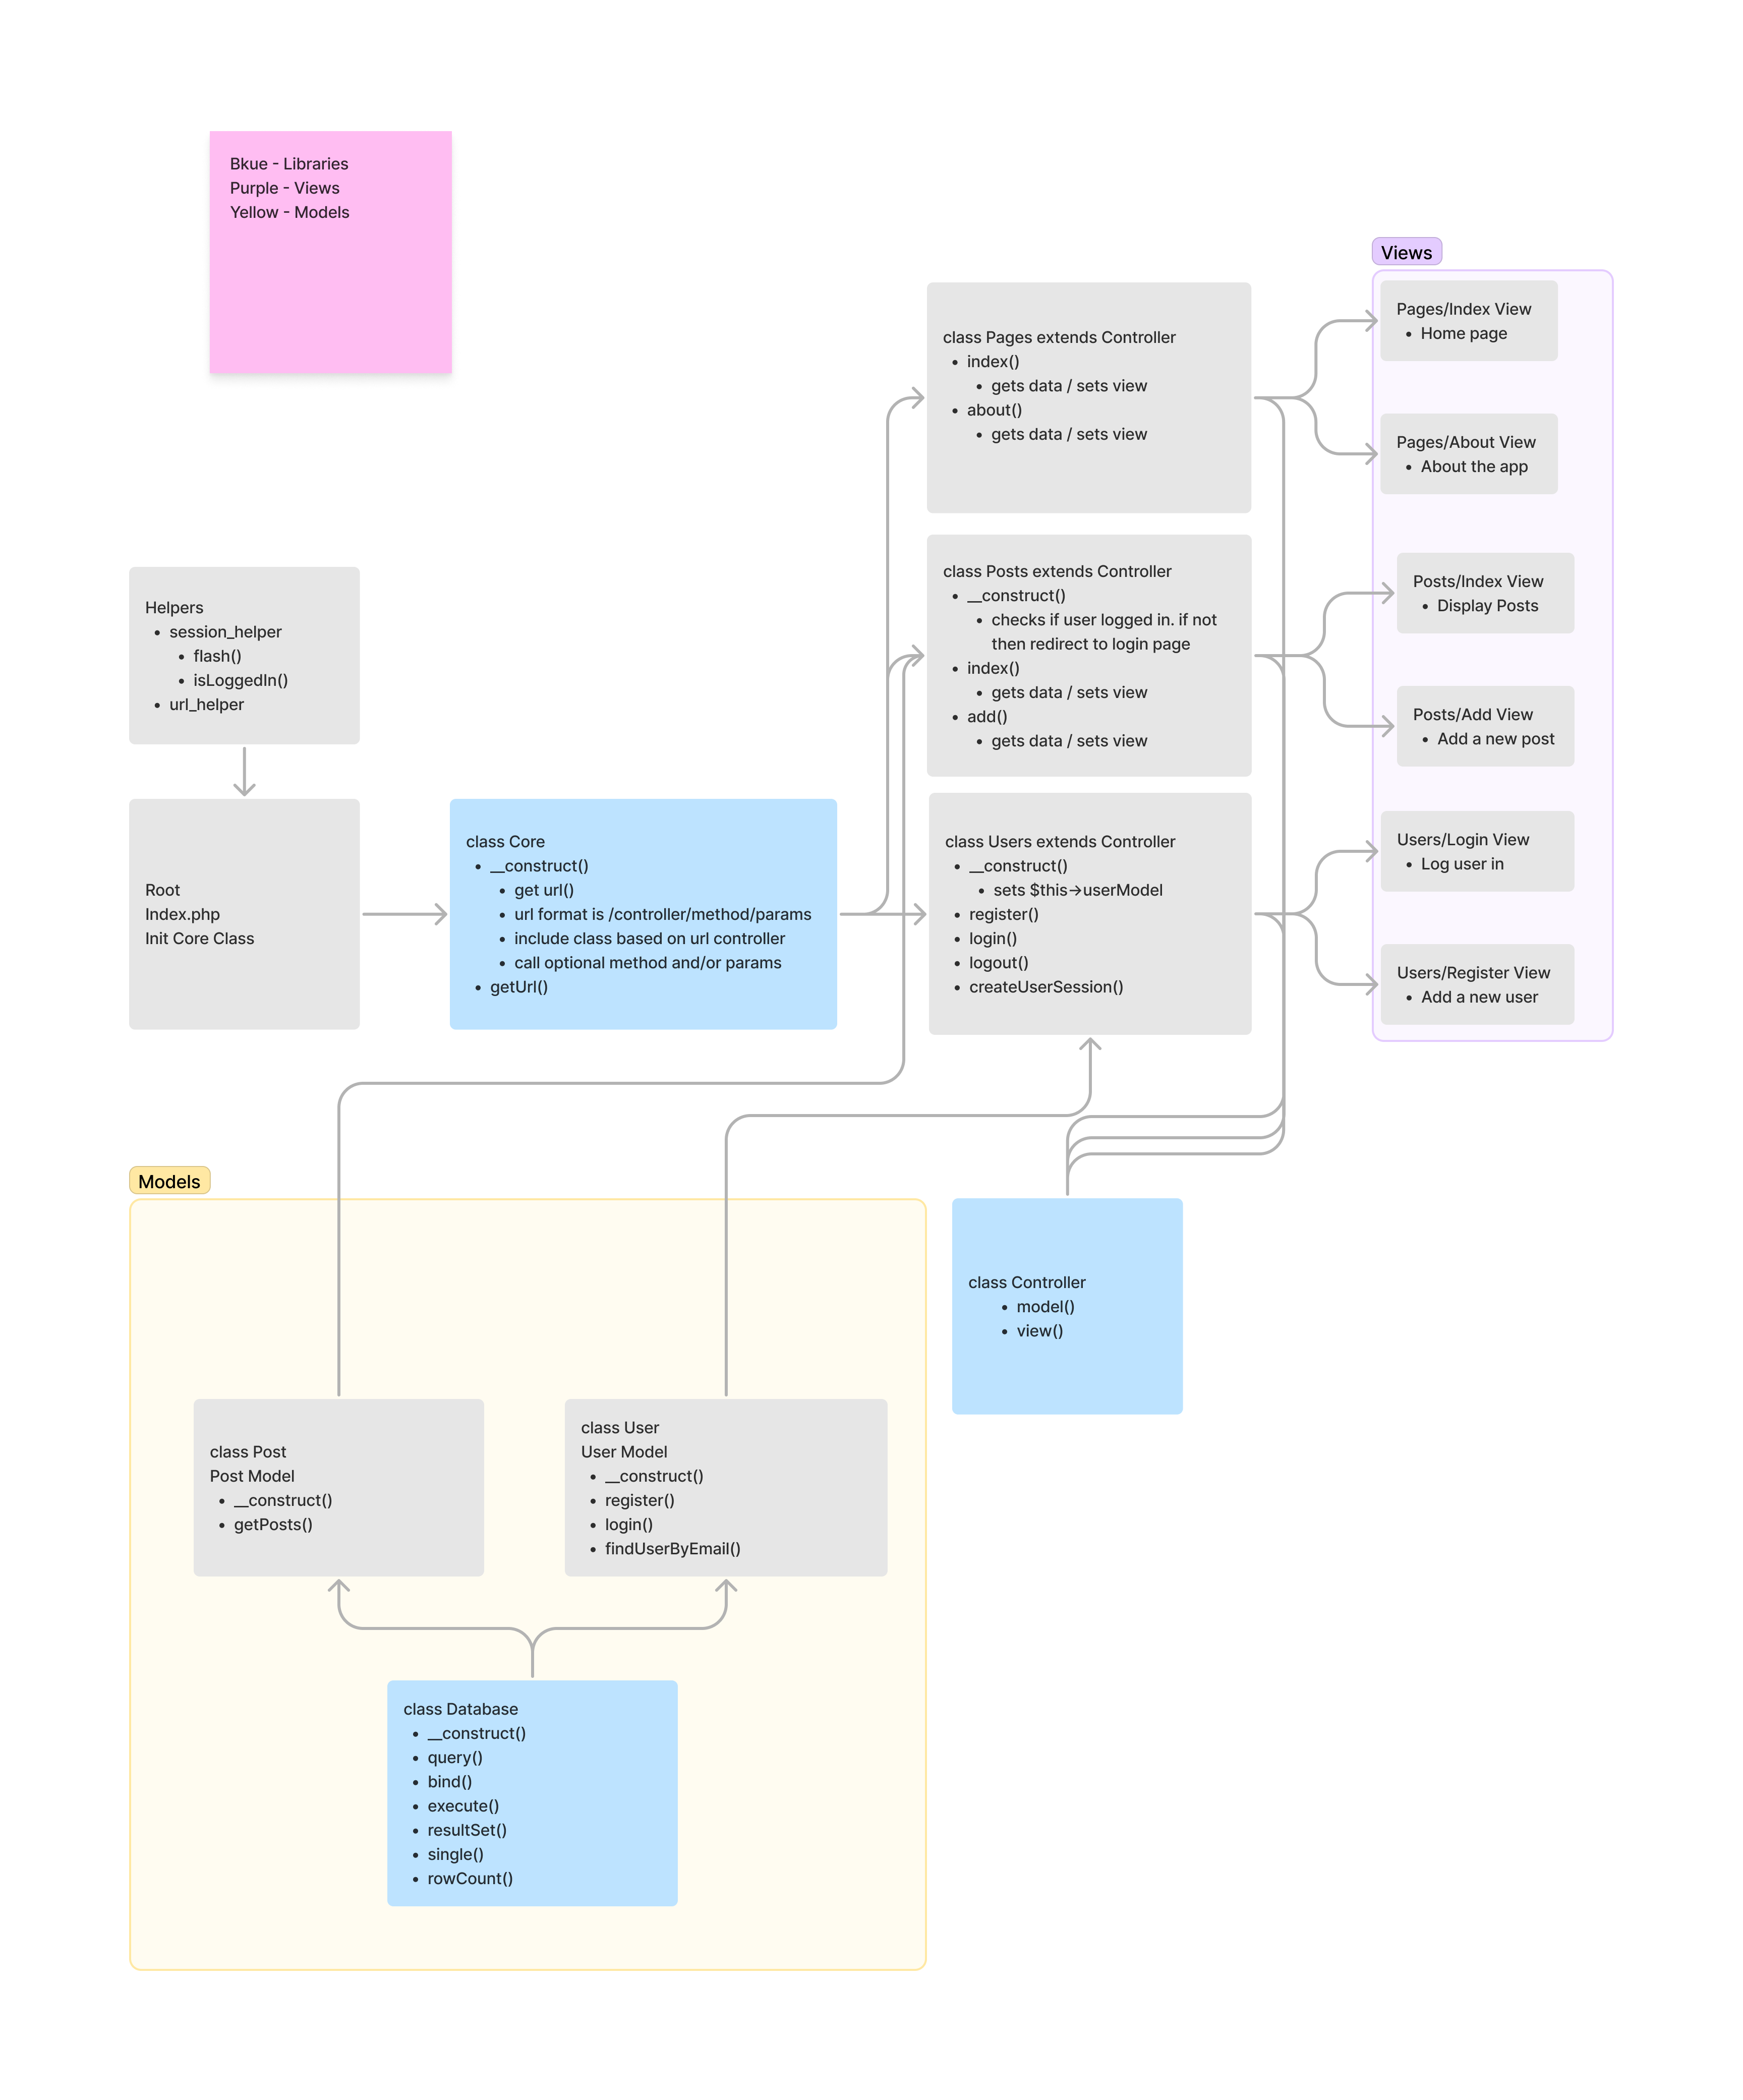 Bkue - Libraries
Purple - Views
Yellow - Models
Views
Pages/Index View
• Home page
Pages/About View
• About the app
Posts/Index View
• Display Posts
Posts/Add View
• Add a new post
Users/Login View
• Log user in
Users/Register View
• Add a new user
class Pages extends Controller
• index()
• gets data / sets view
• about()
• gets data / sets view
class Posts extends Controller
• __construct()
• checks if user logged in. if not
then redirect to login page
• index()
• gets data / sets view
• add()
• gets data / sets view
class Users extends Controller
• __construct()
• sets $this→userModel
• register()
• login()
• logout()
• createUserSession()
Helpers
• session_helper
• flash()
• isLoggedIn()
• url_helper
Root
Index.php
Init Core Class
class Core
• __construct()
• get url()
• url format is /controller/method/params
• include class based on url controller
• call optional method and/or params
• getUrl()
Models
class Controller
• model()
• view()
class Post
Post Model
• __construct()
• getPosts()
class User
User Model
• __construct()
• register()
• login()
• findUserByEmail()
class Database
• __construct()
• query()
• bind()
• execute()
• resultSet()
• single()
• rowCount()